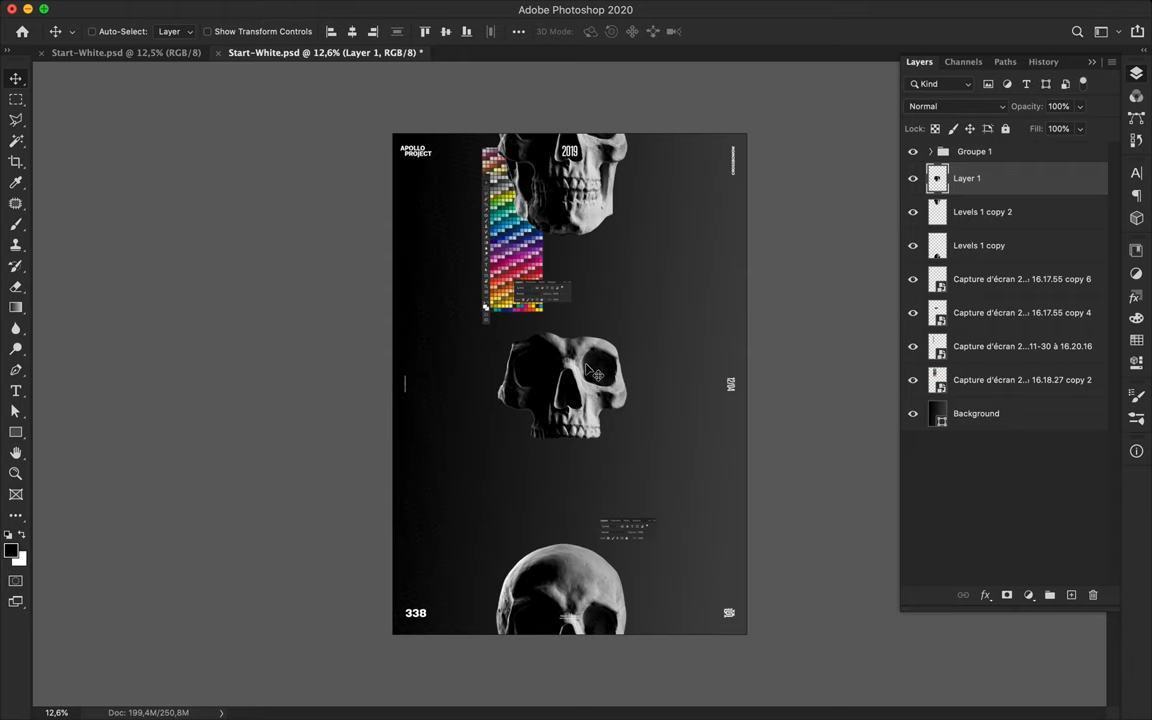 Adobe Photoshop 2020
Auto-Select: Layer Show Transform Controls 3D Mode:
Start-White.psd @ 12,5% (RGB/8)
Start-White.psd @ 12,6% (Layer 1, RGB/8) *
Layers Channels Paths History
Kind
Normal Opacity: 100%
Lock: Fill: 100%
Groupe 1
Layer 1
Levels 1 copy 2
Levels 1 copy
Capture d'écran 2...: 16.17.55 copy 6
Capture d'écran 2...: 16.17.55 copy 4
Capture d'écran 2...11-30 à 16.20.16
Capture d'écran 2...: 16.18.27 copy 2
Background
APOLLO
PROJECT
2019
12/04
338
12,6% Doc: 199,4M/250,8M